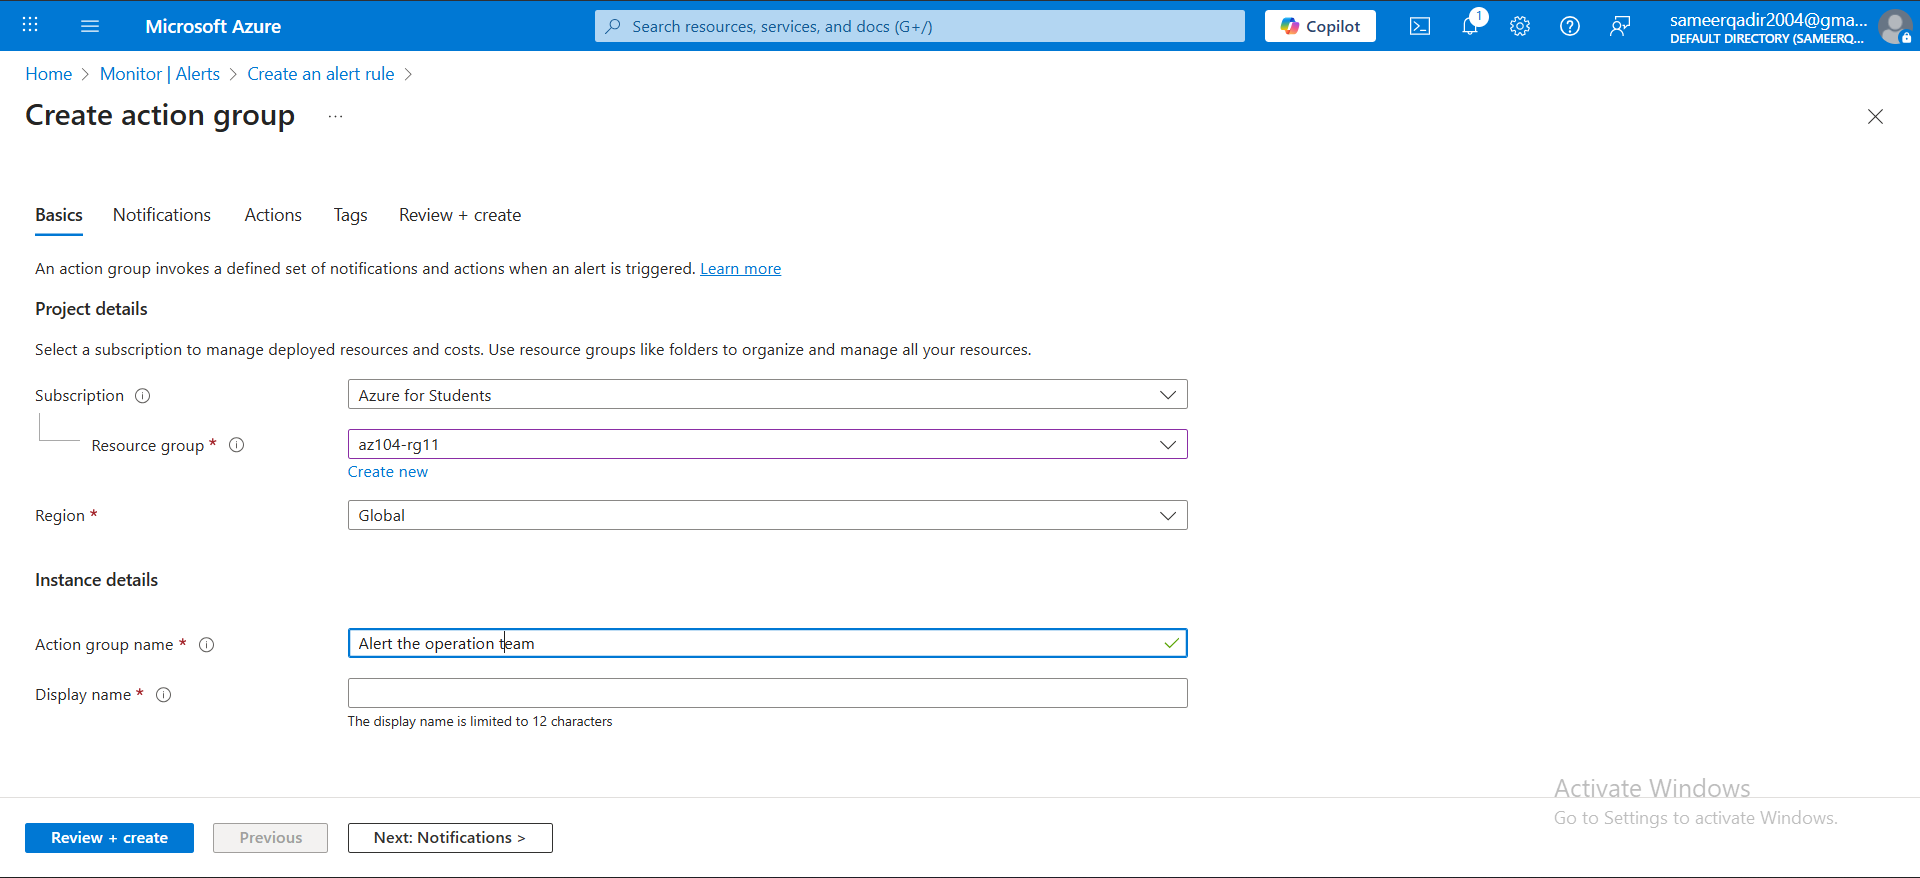 Microsoft Azure
Search resources, services, and docs (G+/)
Copilot
1
sameerqadir2004@gma...
DEFAULT DIRECTORY (SAMEERQ...
Home > Monitor | Alerts > Create an alert rule >
Create action group ...
Basics Notifications Actions Tags Review + create
An action group invokes a defined set of notifications and actions when an alert is triggered. Learn more
Project details
Select a subscription to manage deployed resources and costs. Use resource groups like folders to organize and manage all your resources.
Subscription
Azure for Students
Resource group *
az104-rg11
Create new
Region *
Global
Instance details
Action group name *
Alert the operation team
Display name *
The display name is limited to 12 characters
Activate Windows
Go to Settings to activate Windows.
Review + create
Previous
Next: Notifications >